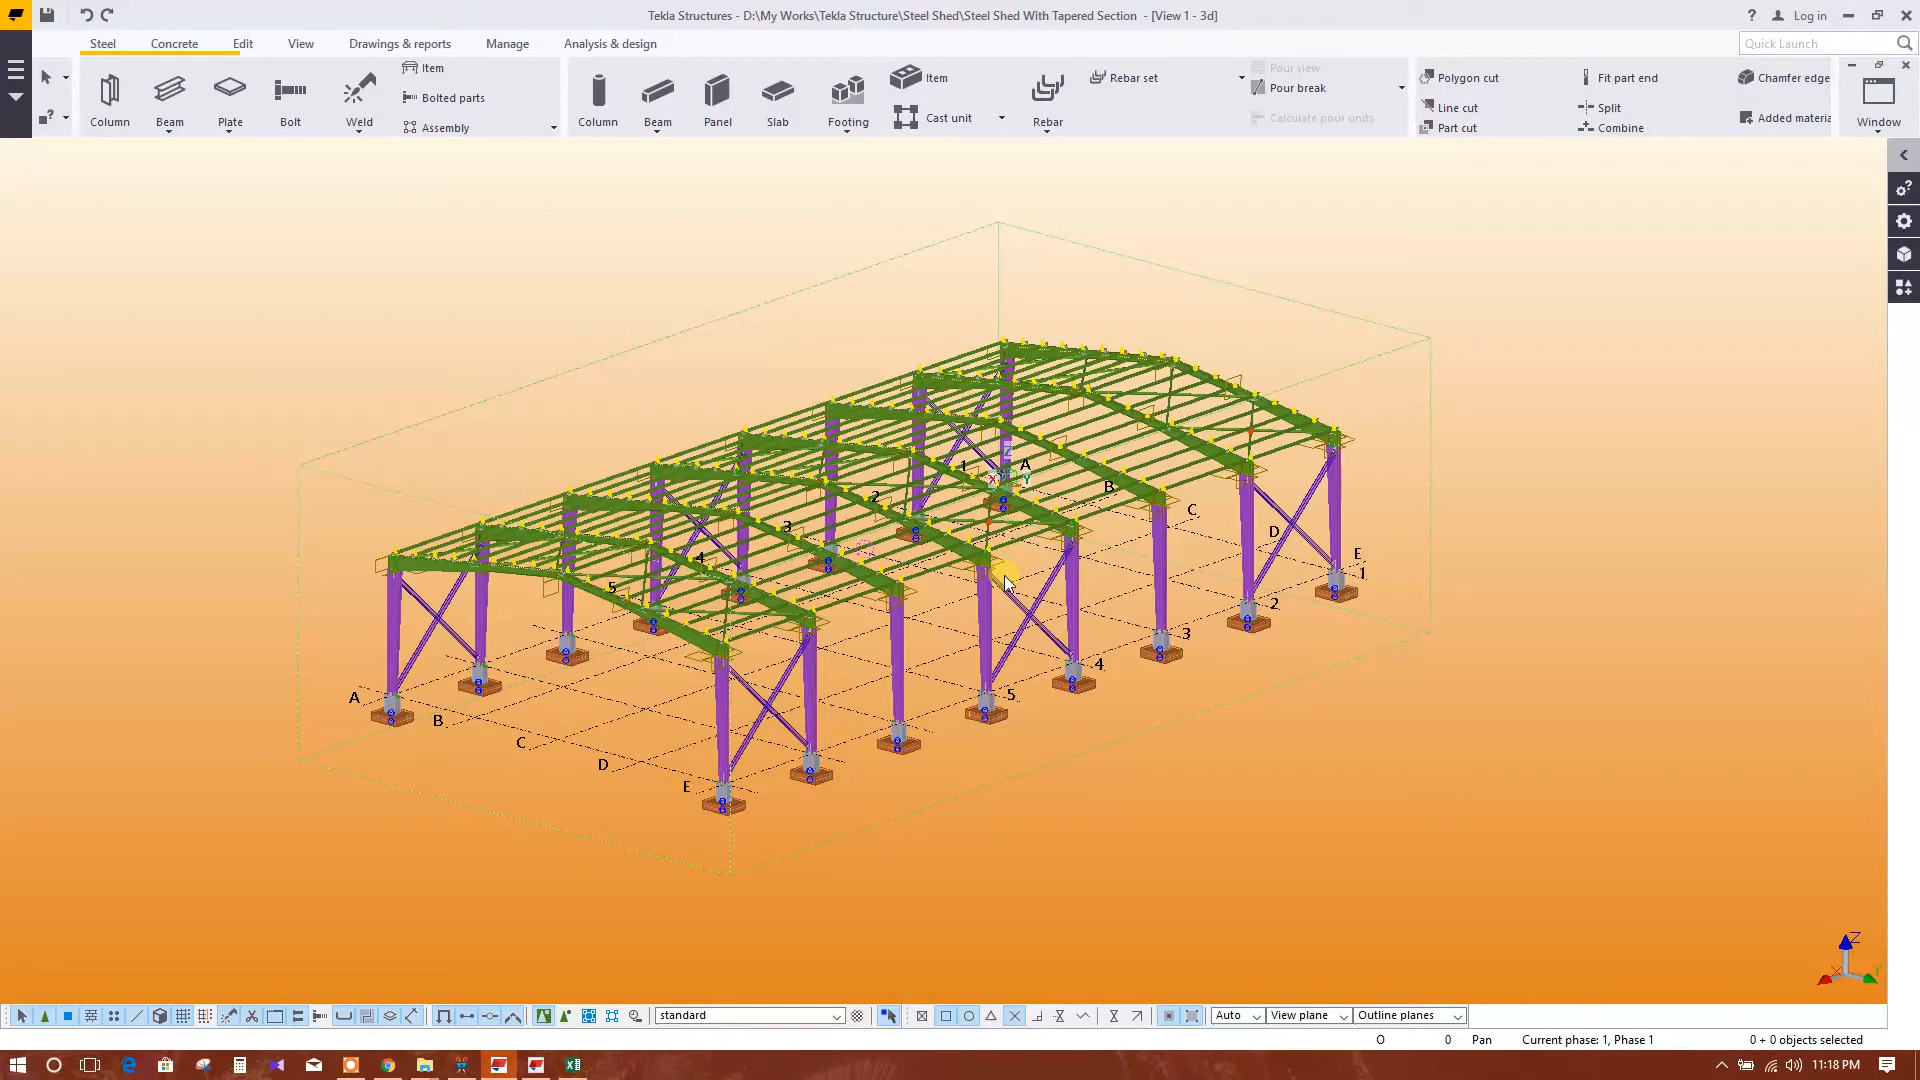 Tekla Structures - D:\My Works\Tekla Structure\Steel Shed\Steel Shed With Tapered Section - [View 1 - 3d]
? Log in
Steel Concrete Edit View Drawings & reports Manage Analysis & design
Quick Launch
Column Beam Plate Bolt Weld
Item
Bolted parts
Assembly
Column Beam Panel Slab Footing
Item
Cast unit
Rebar
Rebar set
Pour view
Pour break
Calculate pour units
Polygon cut
Line cut
Part cut
Fit part end
Split
Combine
Chamfer edge
Added materia
Window
1 A
2 B
3 C
4 D
5 E
X Y Z
A 1
B 2
C 3
D 4
E 5
Z
X Y
standard
Auto View plane Outline planes
O 0 Pan Current phase: 1, Phase 1 0 + 0 objects selected
11:18 PM